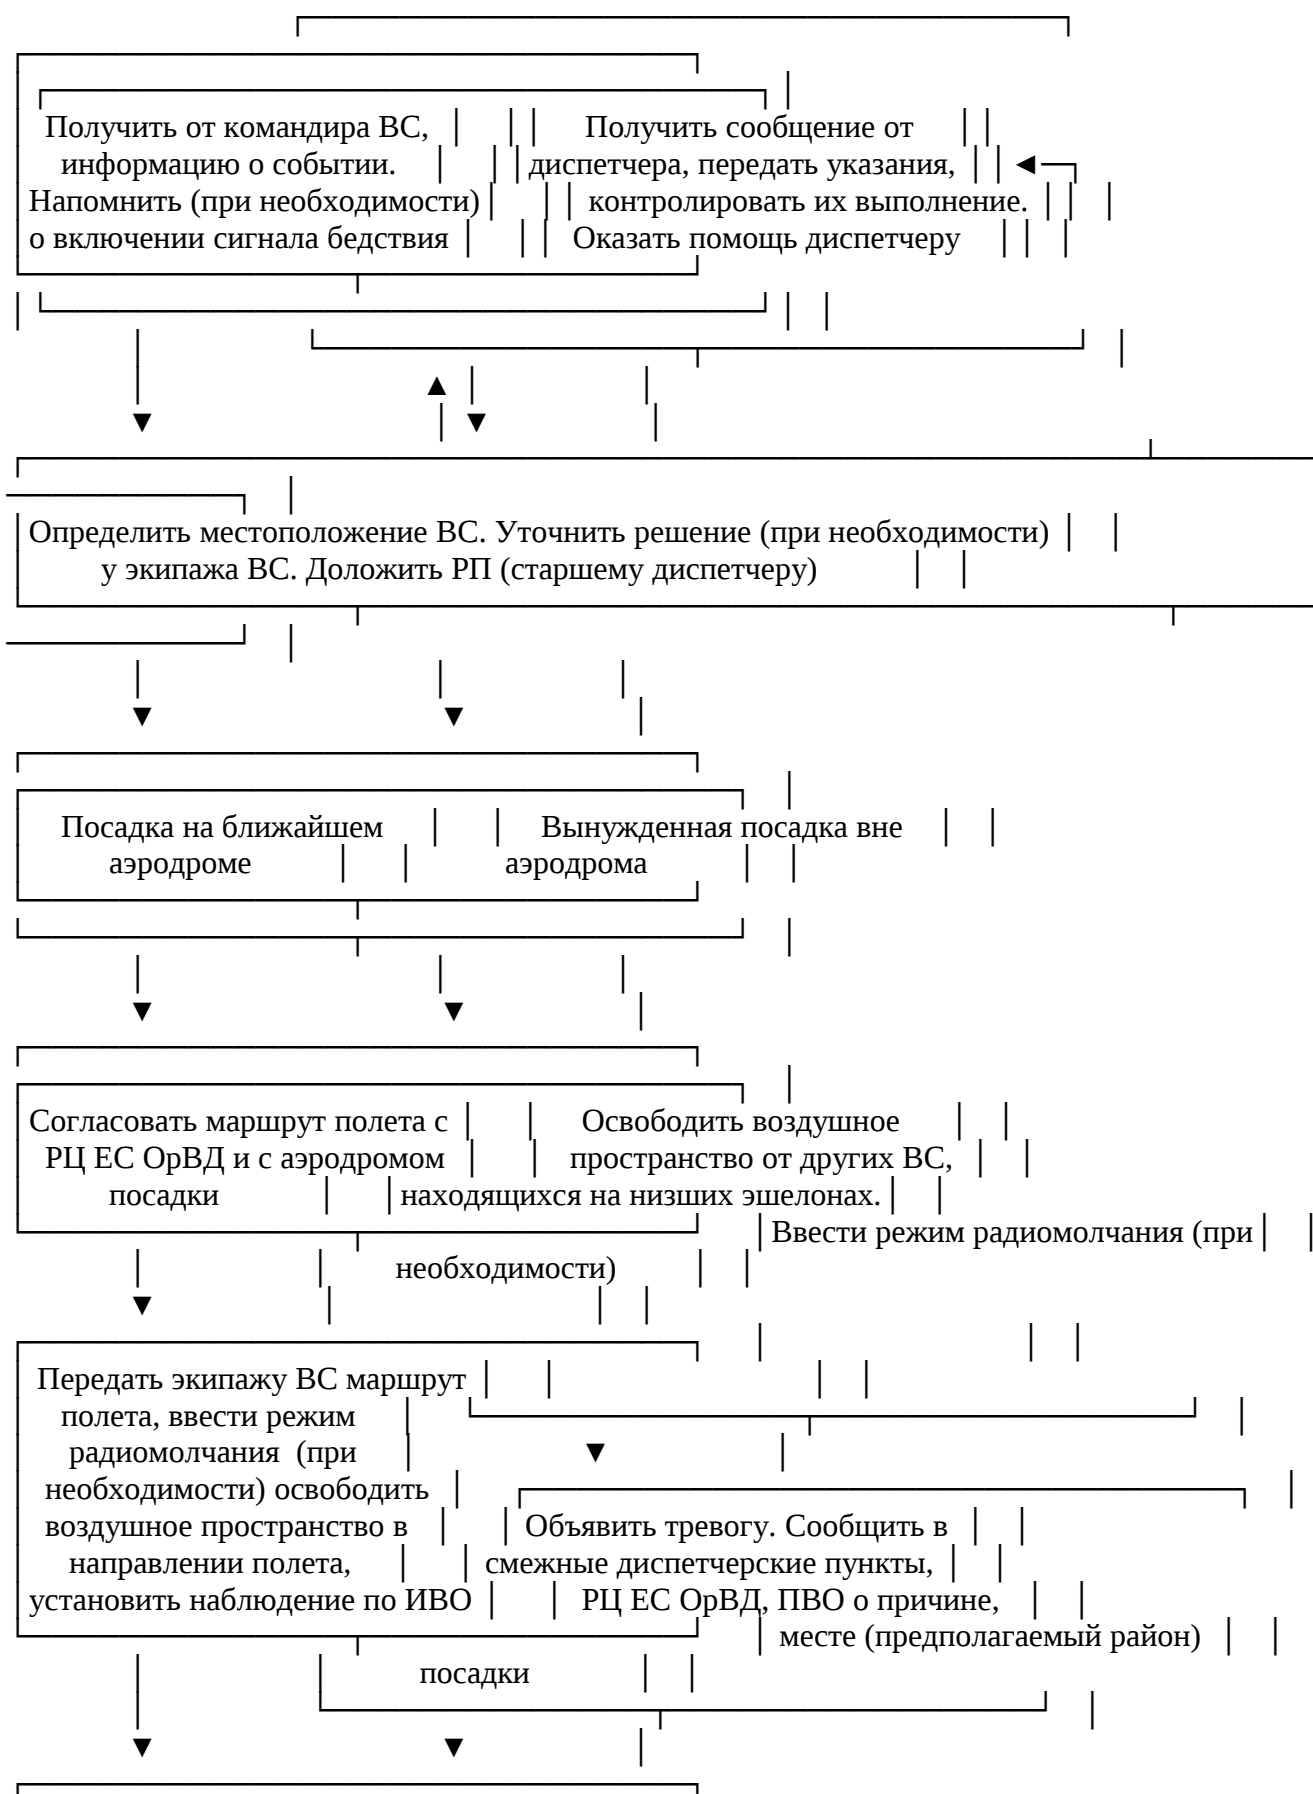 Получить от командира ВС, Получить сообщение от
информацию о событии. диспетчера, передать указания,
Напомнить (при необходимости) контролировать их выполнение.
о включении сигнала бедствия Оказать помощь диспетчеру
Определить местоположение ВС. Уточнить решение (при необходимости)
у экипажа ВС. Доложить РП (старшему диспетчеру)
Посадка на ближайшем Вынужденная посадка вне
аэродроме аэродрома
Согласовать маршрут полета с Освободить воздушное
РЦ ЕС ОрВД и с аэродромом пространство от других ВС,
посадки находящихся на низших эшелонах.
Ввести режим радиомолчания (при
необходимости)
Передать экипажу ВС маршрут
полета, ввести режим
радиомолчания (при
необходимости) освободить
воздушное пространство в Объявить тревогу. Сообщить в
направлении полета, смежные диспетчерские пункты,
установить наблюдение по ИВО РЦ ЕС ОрВД, ПВО о причине,
месте (предполагаемый район)
посадки